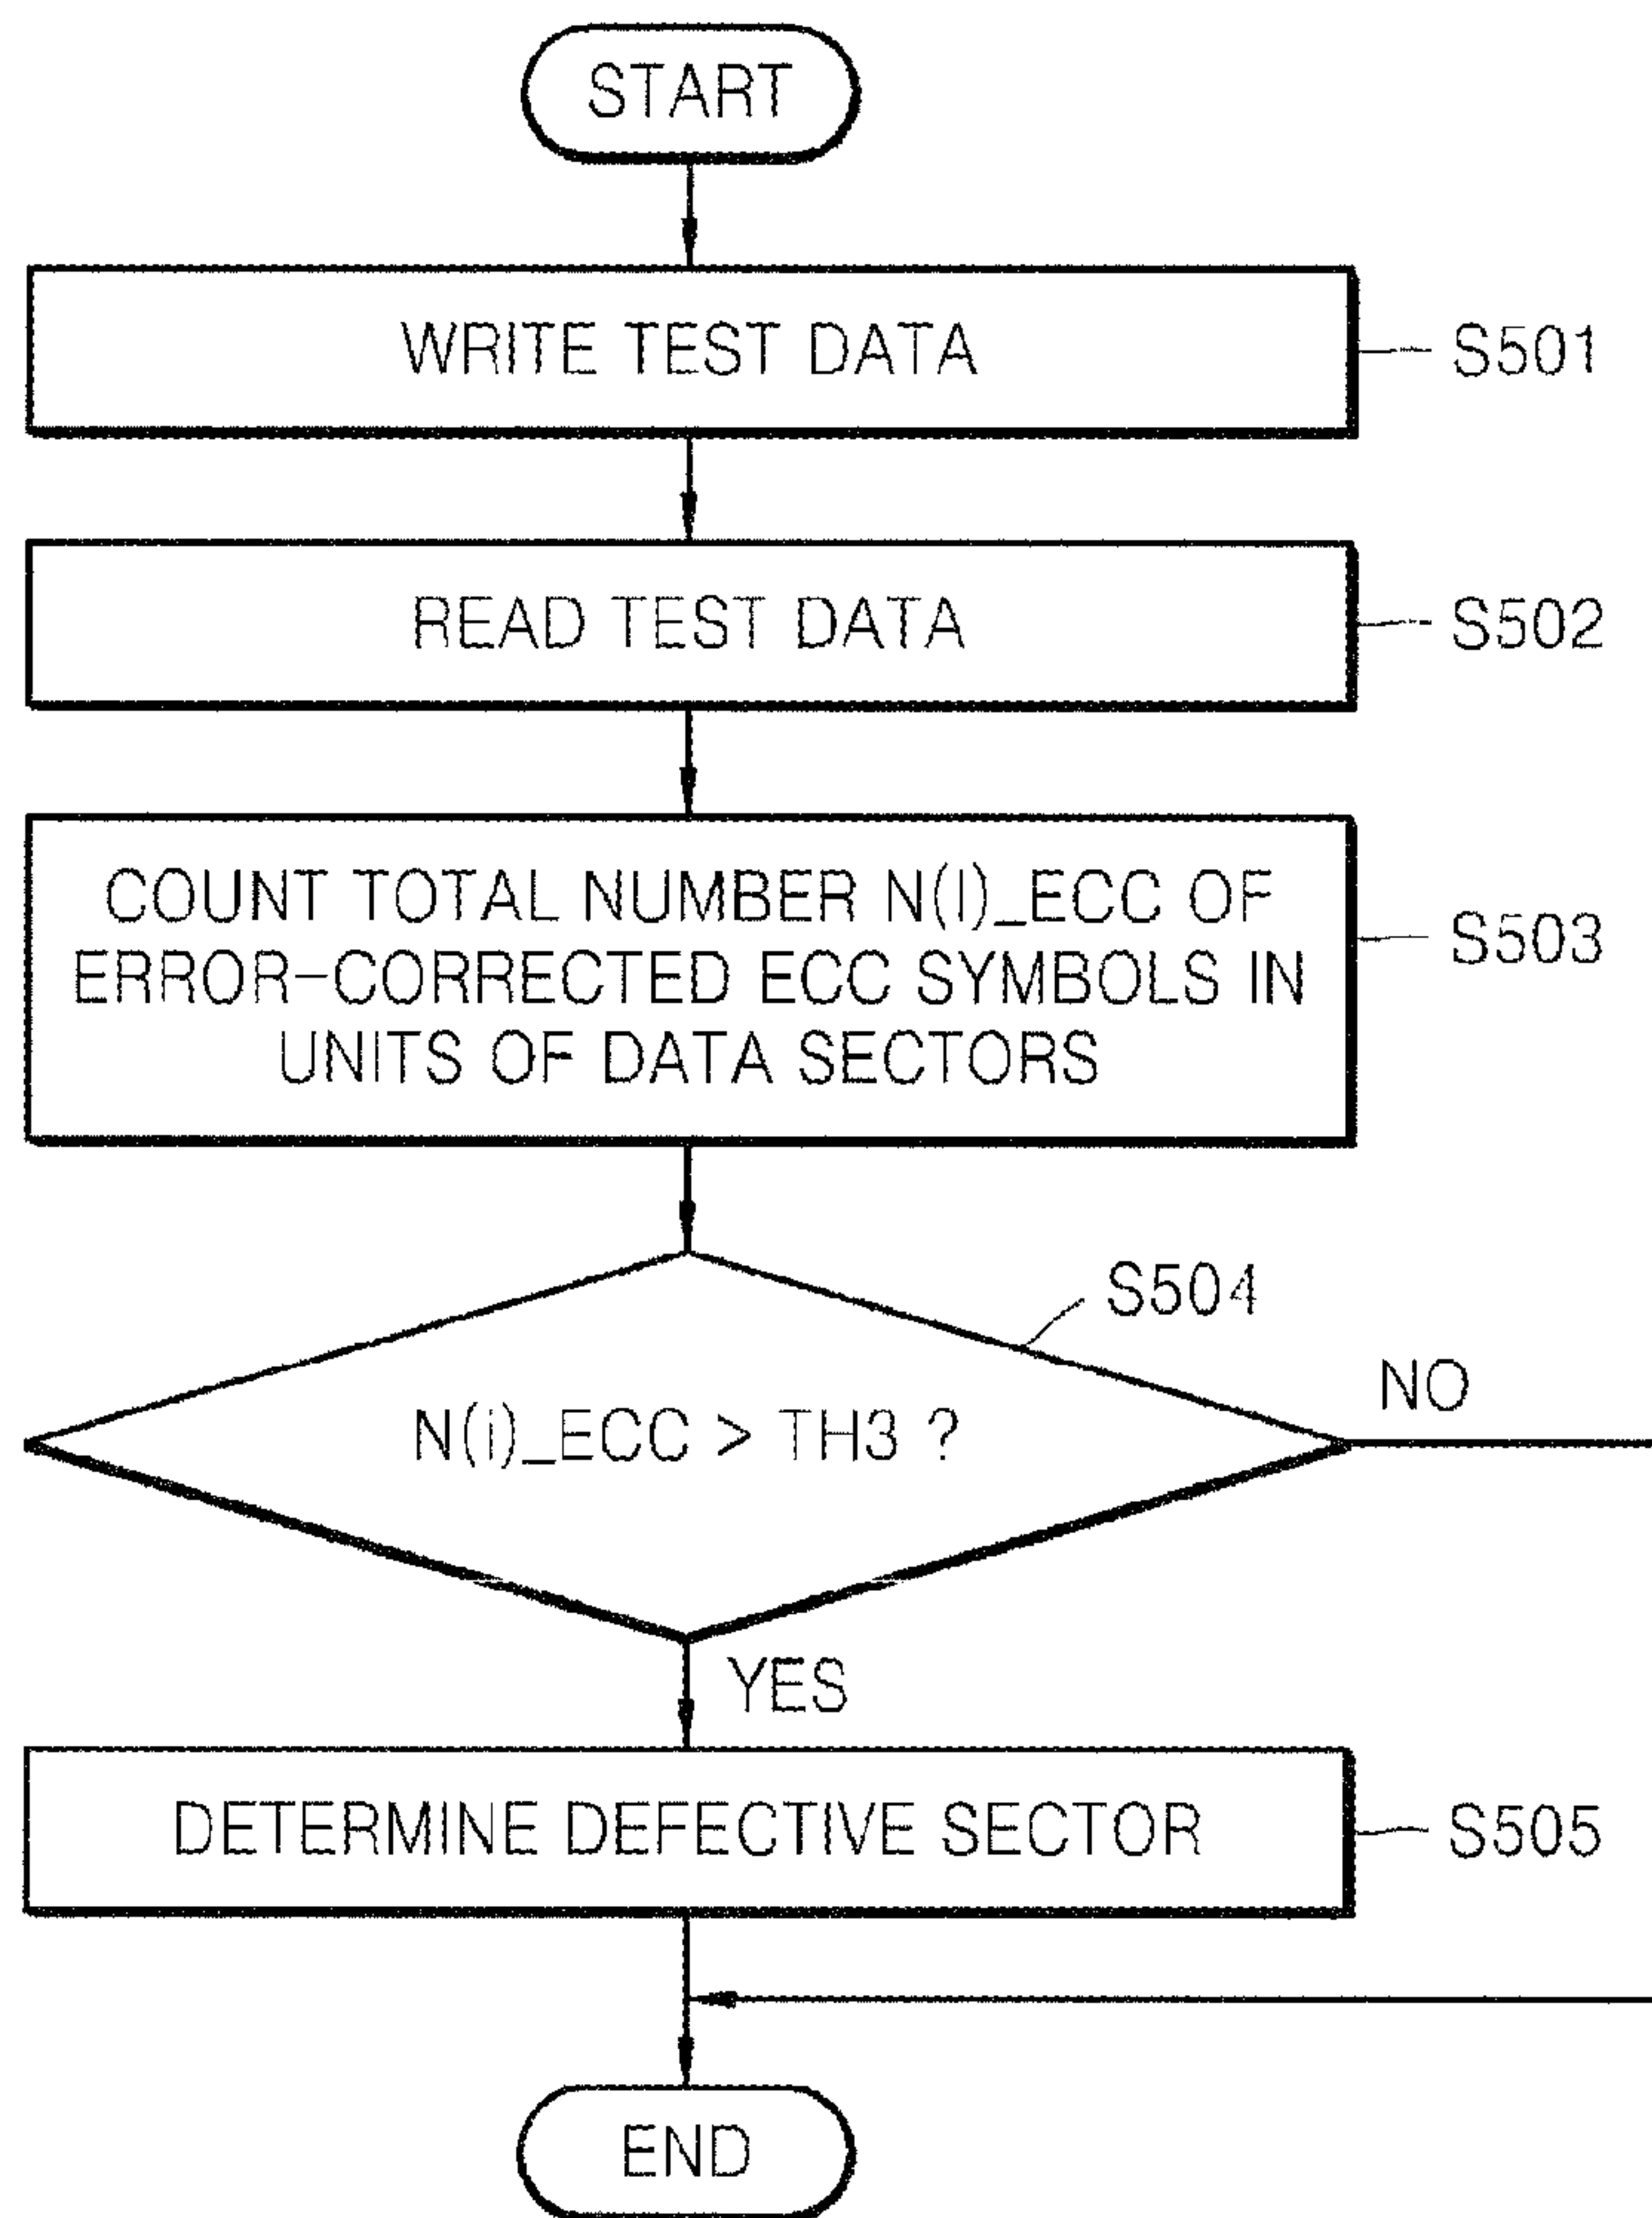 START
WRITE TEST DATA
S501
READ TEST DATA
S502
COUNT TOTAL NUMBER N(I)_ECC OF
ERROR-CORRECTED ECC SYMBOLS IN
UNITS OF DATA SECTORS
S503
S504
N(i)_ECC > TH3 ?
NO
YES
DETERMINE DEFECTIVE SECTOR
S505
END